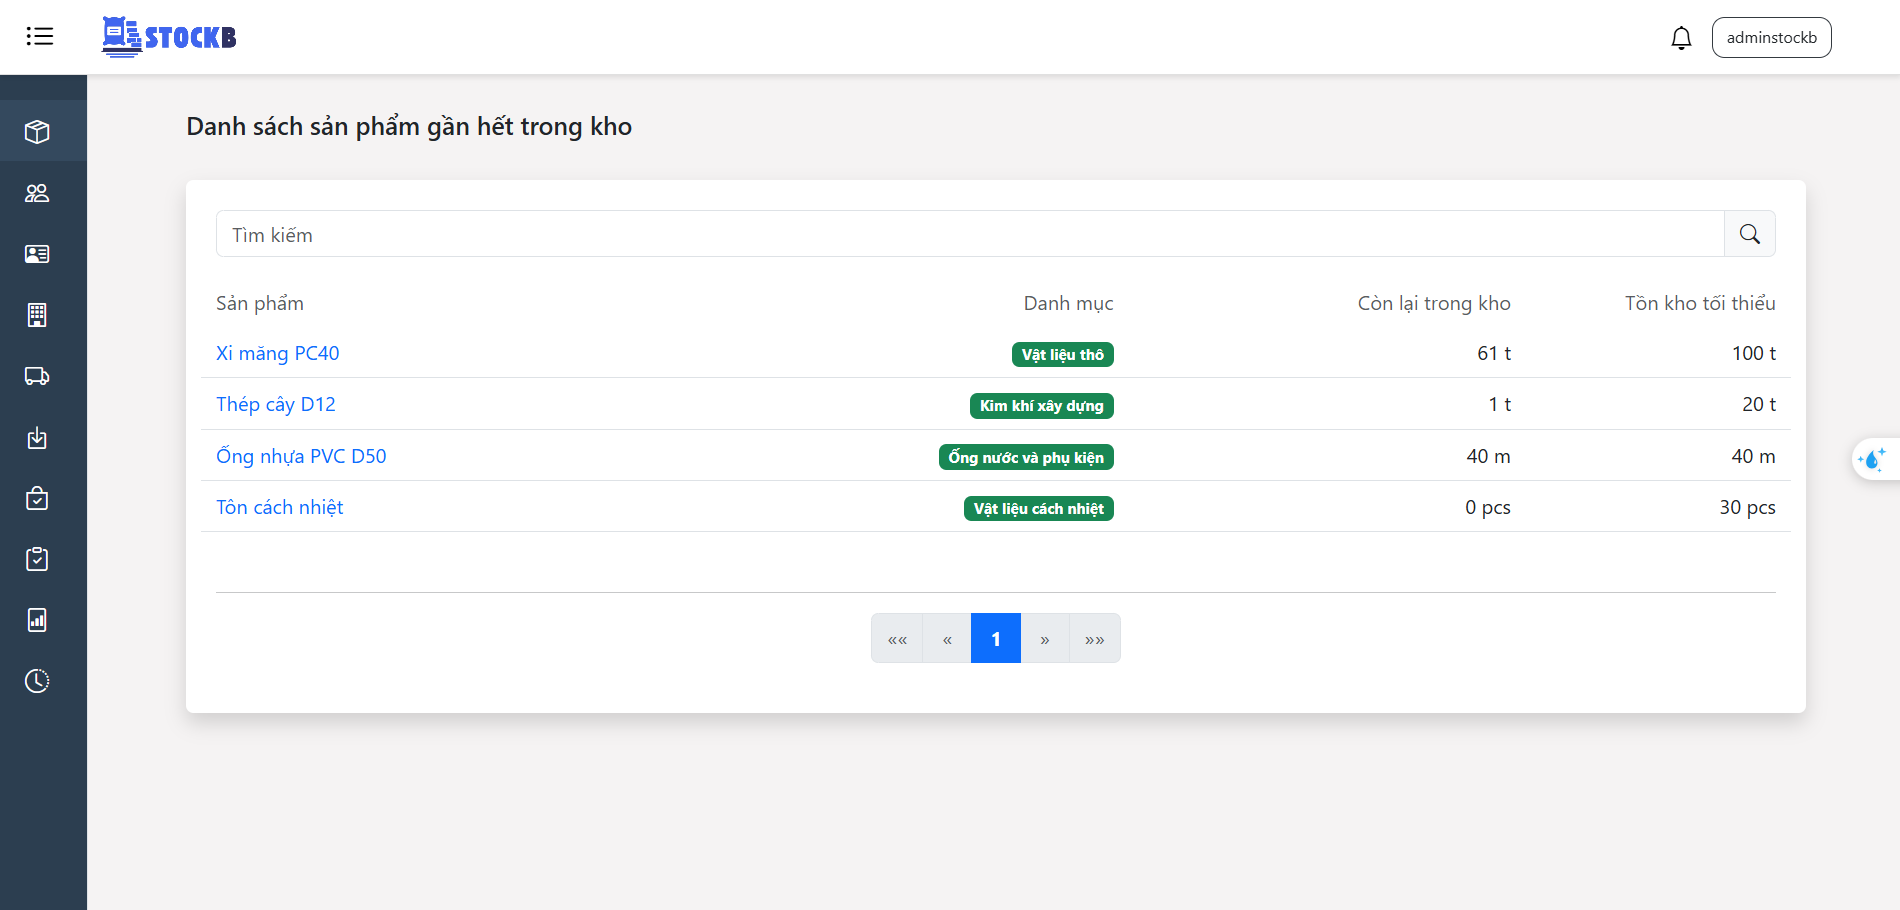 STOCKB
adminstockb
Danh sách sản phẩm gần hết trong kho
Tìm kiếm
Sản phẩm Danh mục Còn lại trong kho Tồn kho tối thiểu
Xi măng PC40 Vật liệu thô 61 t 100 t
Thép cây D12 Kim khí xây dựng 1 t 20 t
Ống nhựa PVC D50 Ống nước và phụ kiện 40 m 40 m
Tôn cách nhiệt Vật liệu cách nhiệt 0 pcs 30 pcs
«« « 1 » »»